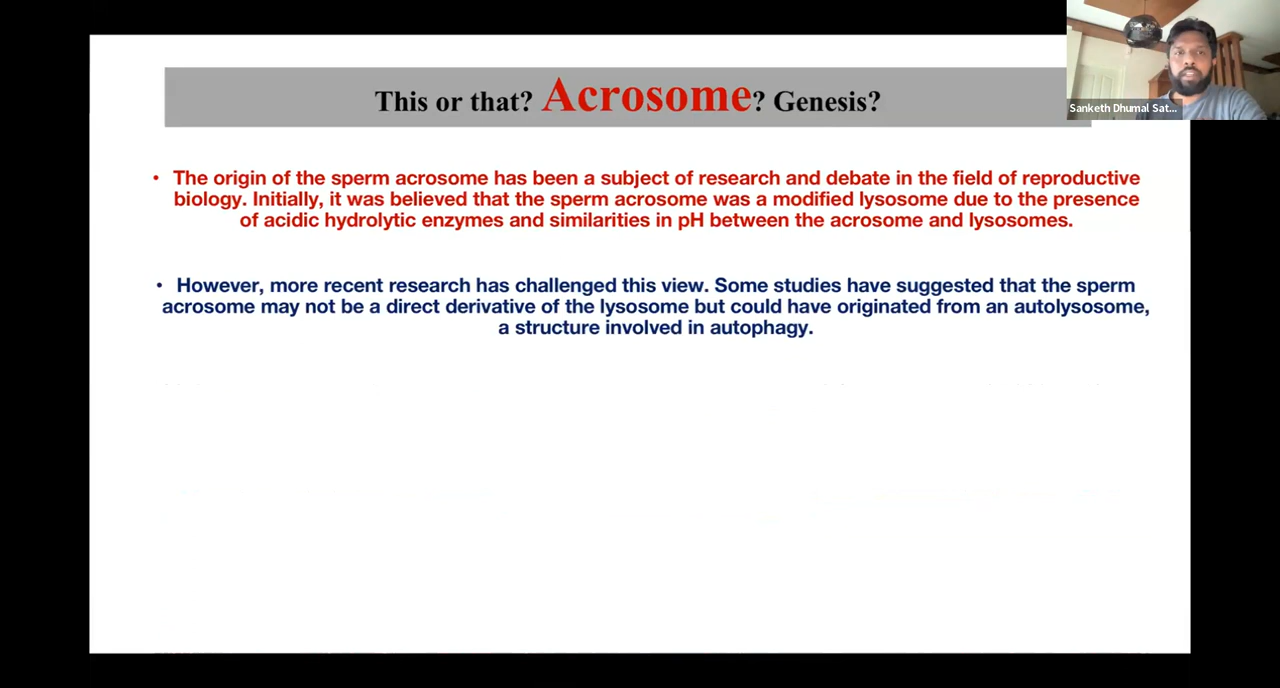 This or that? Acrosome? Genesis?
Sanketh Dhumal Sat...
• The origin of the sperm acrosome has been a subject of research and debate in the field of reproductive
biology. Initially, it was believed that the sperm acrosome was a modified lysosome due to the presence
of acidic hydrolytic enzymes and similarities in pH between the acrosome and lysosomes.
• However, more recent research has challenged this view. Some studies have suggested that the sperm
acrosome may not be a direct derivative of the lysosome but could have originated from an autolysosome,
a structure involved in autophagy.